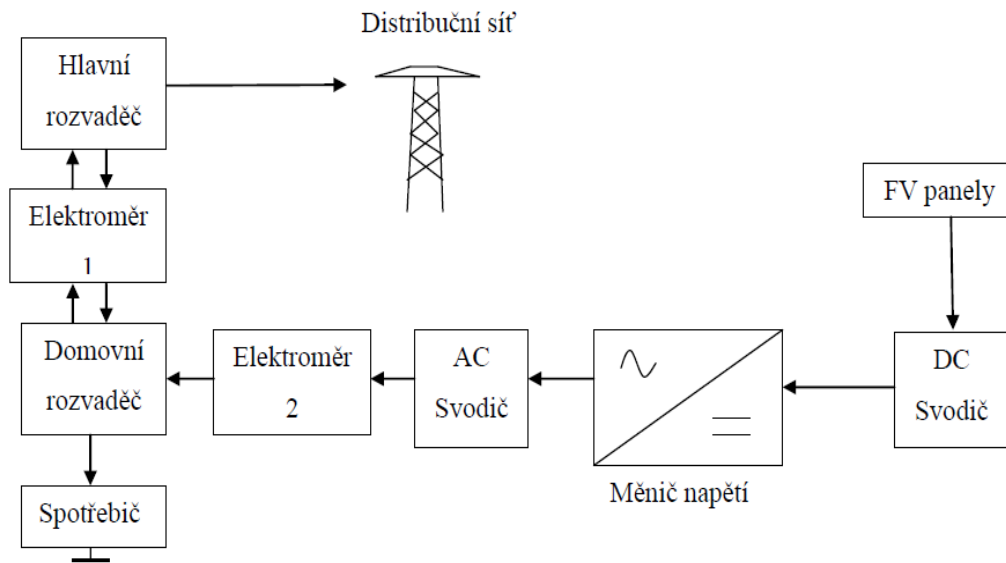 Distribuční síť
Hlavní
rozvaděč
FV panely
Elektroměr
1
Domovní
rozvaděč
Elektroměr
2
AC
Svodič
DC
Svodič
Měnič napětí
Spotřebič